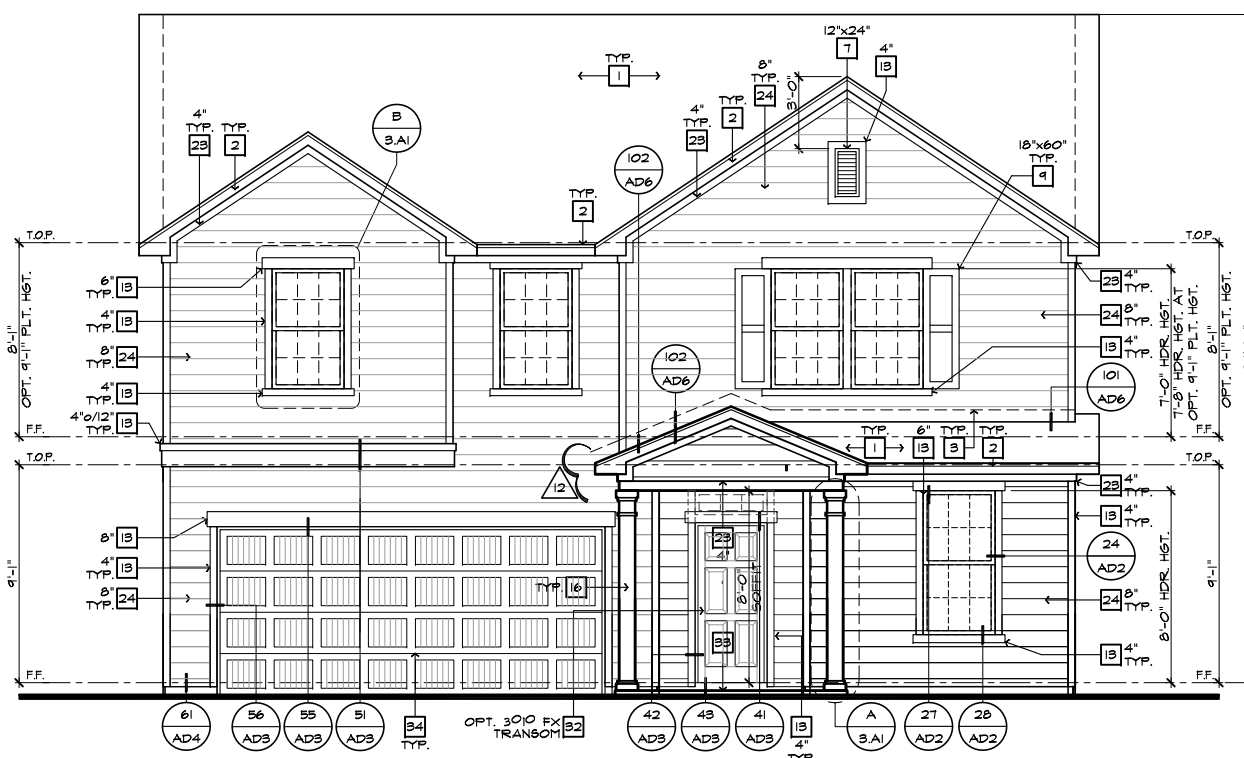 12"x24"
7
4"
13
TYP.
1
8"
TYP.
24
3'-0"
4"
TYP.
23
TYP.
2
B
3.A1
4"
TYP.
23
TYP.
2
102
AD6
18"x60"
TYP.
9
TYP.
2
T.O.P.
T.O.P.
6"
TYP.
13
4"
TYP.
13
8"
TYP.
24
4"
TYP.
13
4"o/12"
TYP.
13
8'-1"
OPT. 9'-1" PLT. HGT.
F.F.
T.O.P.
23
4"
TYP.
24
8"
TYP.
13
4"
TYP.
101
AD6
7'-0" HDR. HGT.
7'-8" HDR. HGT. AT
OPT. 9'-1" PLT. HGT.
8'-1"
OPT. 9'-1" PLT. HGT.
102
AD6
TYP.
1
6"
13
TYP.
3
TYP.
2
F.F.
T.O.P.
12
23
4"
TYP.
13
4"
TYP.
24
AD2
24
8"
TYP.
13
4"
TYP.
8'-0" HDR. HGT.
9'-1"
8"
13
4"
TYP.
13
8"
TYP.
24
9'-1"
TYP.
16
23
4"
8'-0"
SOFFIT
33
F.F.
F.F.
61
AD4
56
AD3
55
AD3
51
AD3
34
TYP.
OPT. 3010 FX
TRANSOM
32
42
AD3
43
AD3
41
AD3
13
4"
TYP.
A
3.A1
27
AD2
28
AD2